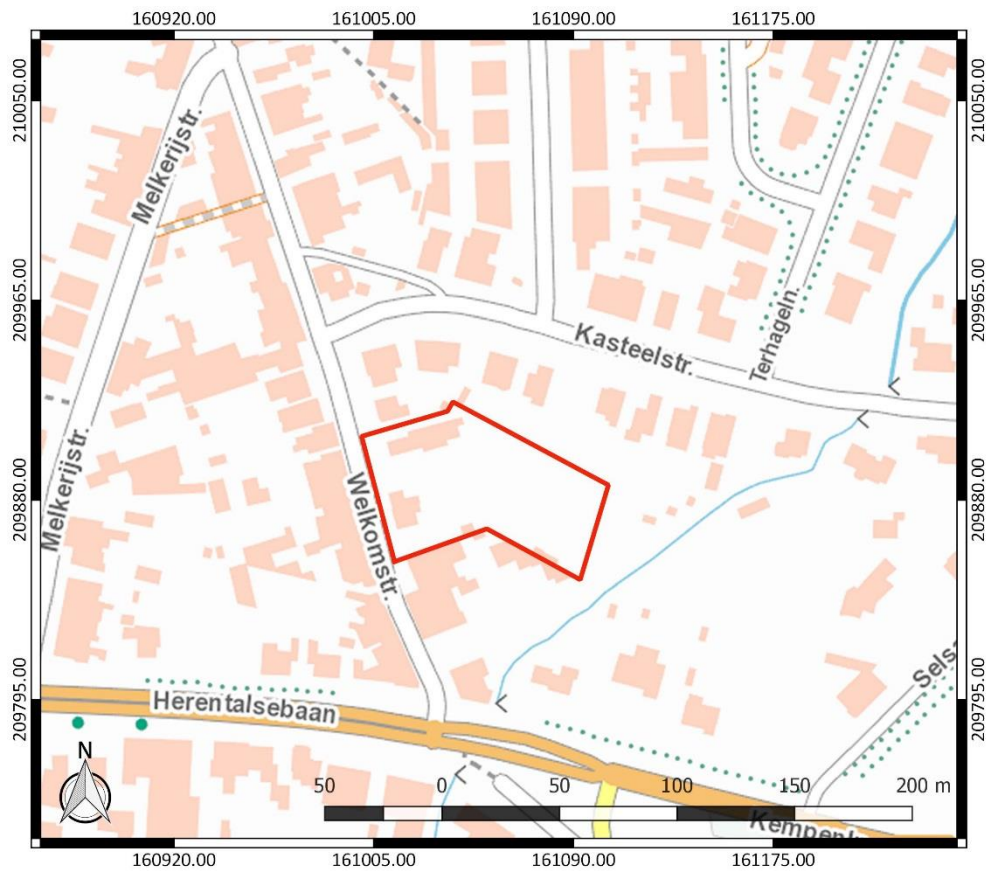 160920.00 161005.00 161090.00 161175.00
210050.00 210050.00
Melkerijstr.
209965.00 209965.00
Terhageln.
Kasteelstr.
Melkerijstr.
Welkomstr.
209880.00 209880.00
Sels
209795.00 209795.00
Herentalsebaan
N
50 0 50 100 150 200 m
160920.00 161005.00 161090.00 161175.00